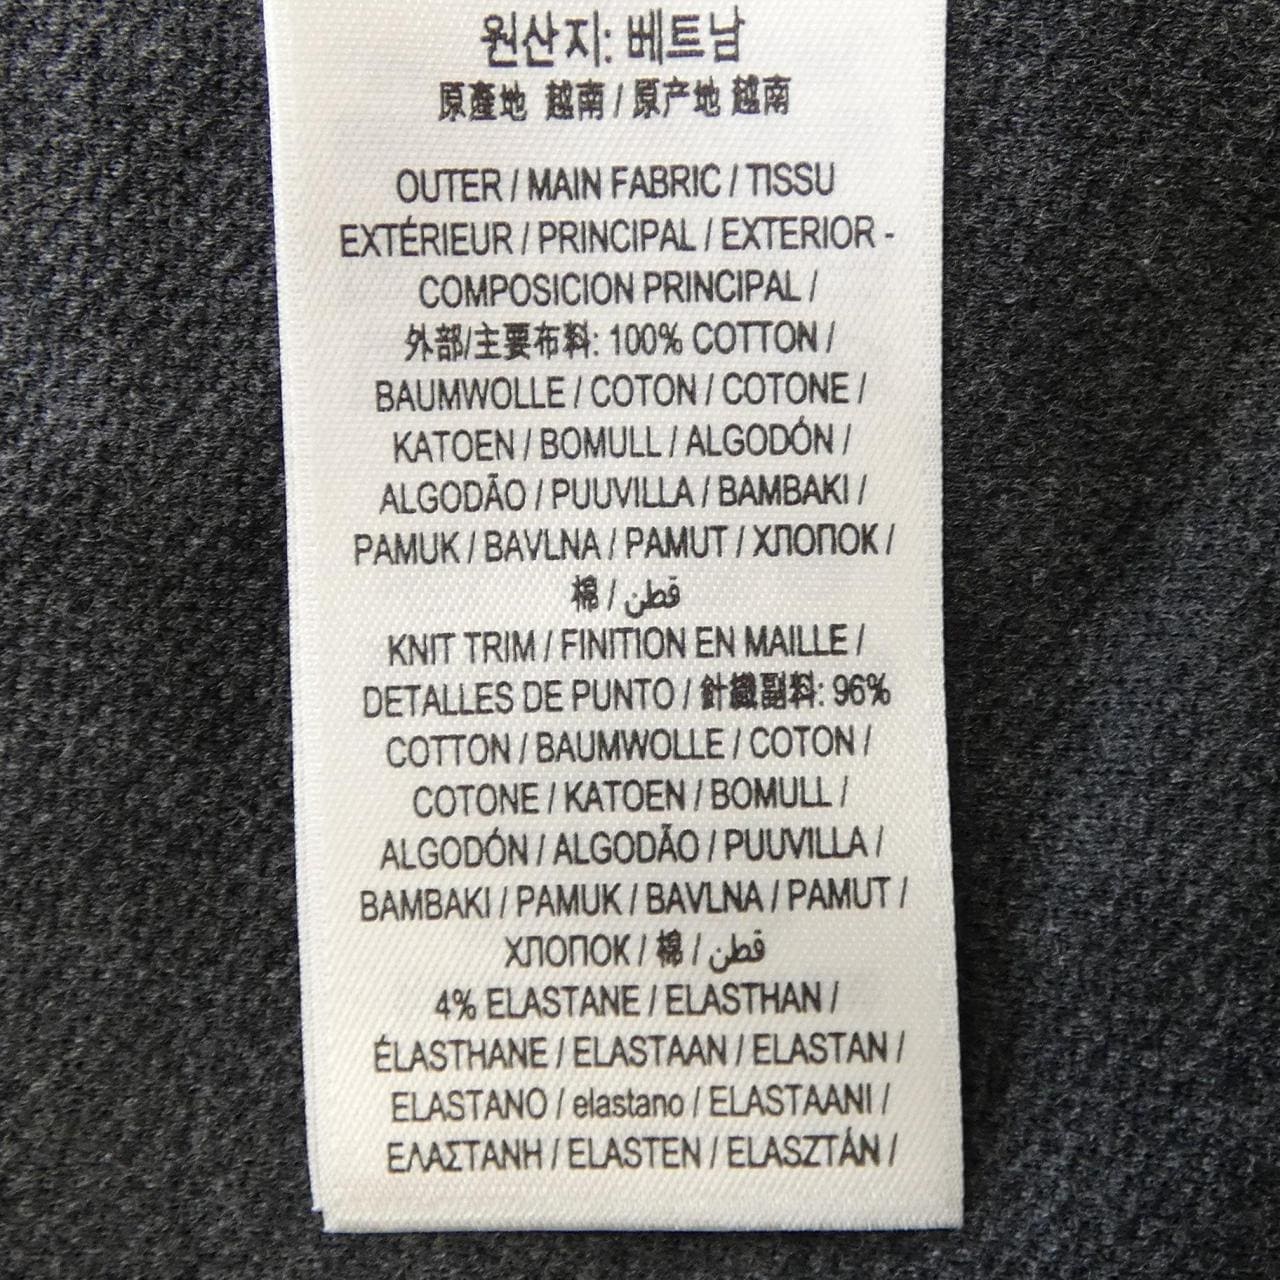 원산지: 베트남
原產地 越南 / 原产地 越南
OUTER / MAIN FABRIC / TISSU
EXTÉRIEUR / PRINCIPAL / EXTERIOR -
COMPOSICION PRINCIPAL /
外部/主要布料: 100% COTTON /
BAUMWOLLE / COTON / COTONE /
KATOEN / BOMULL / ALGODÓN /
ALGODÃO / PUUVILLA / BAMBAKI /
PAMUK / BAVLNA / PAMUT / ХЛОПОК /
棉 / قطن
KNIT TRIM / FINITION EN MAILLE /
DETALLES DE PUNTO / 針織副料: 96%
COTTON / BAUMWOLLE / COTON /
COTONE / KATOEN / BOMULL /
ALGODÓN / ALGODÃO / PUUVILLA /
BAMBAKI / PAMUK / BAVLNA / PAMUT /
ХЛОПОК / 棉 / قطن
4% ELASTANE / ELASTHAN /
ÉLASTHANE / ELASTAAN / ELASTAN /
ELASTANO / elastano / ELASTAANI /
ΕΛΑΣΤΑΝΗ / ELASTEN / ELASZTÁN /